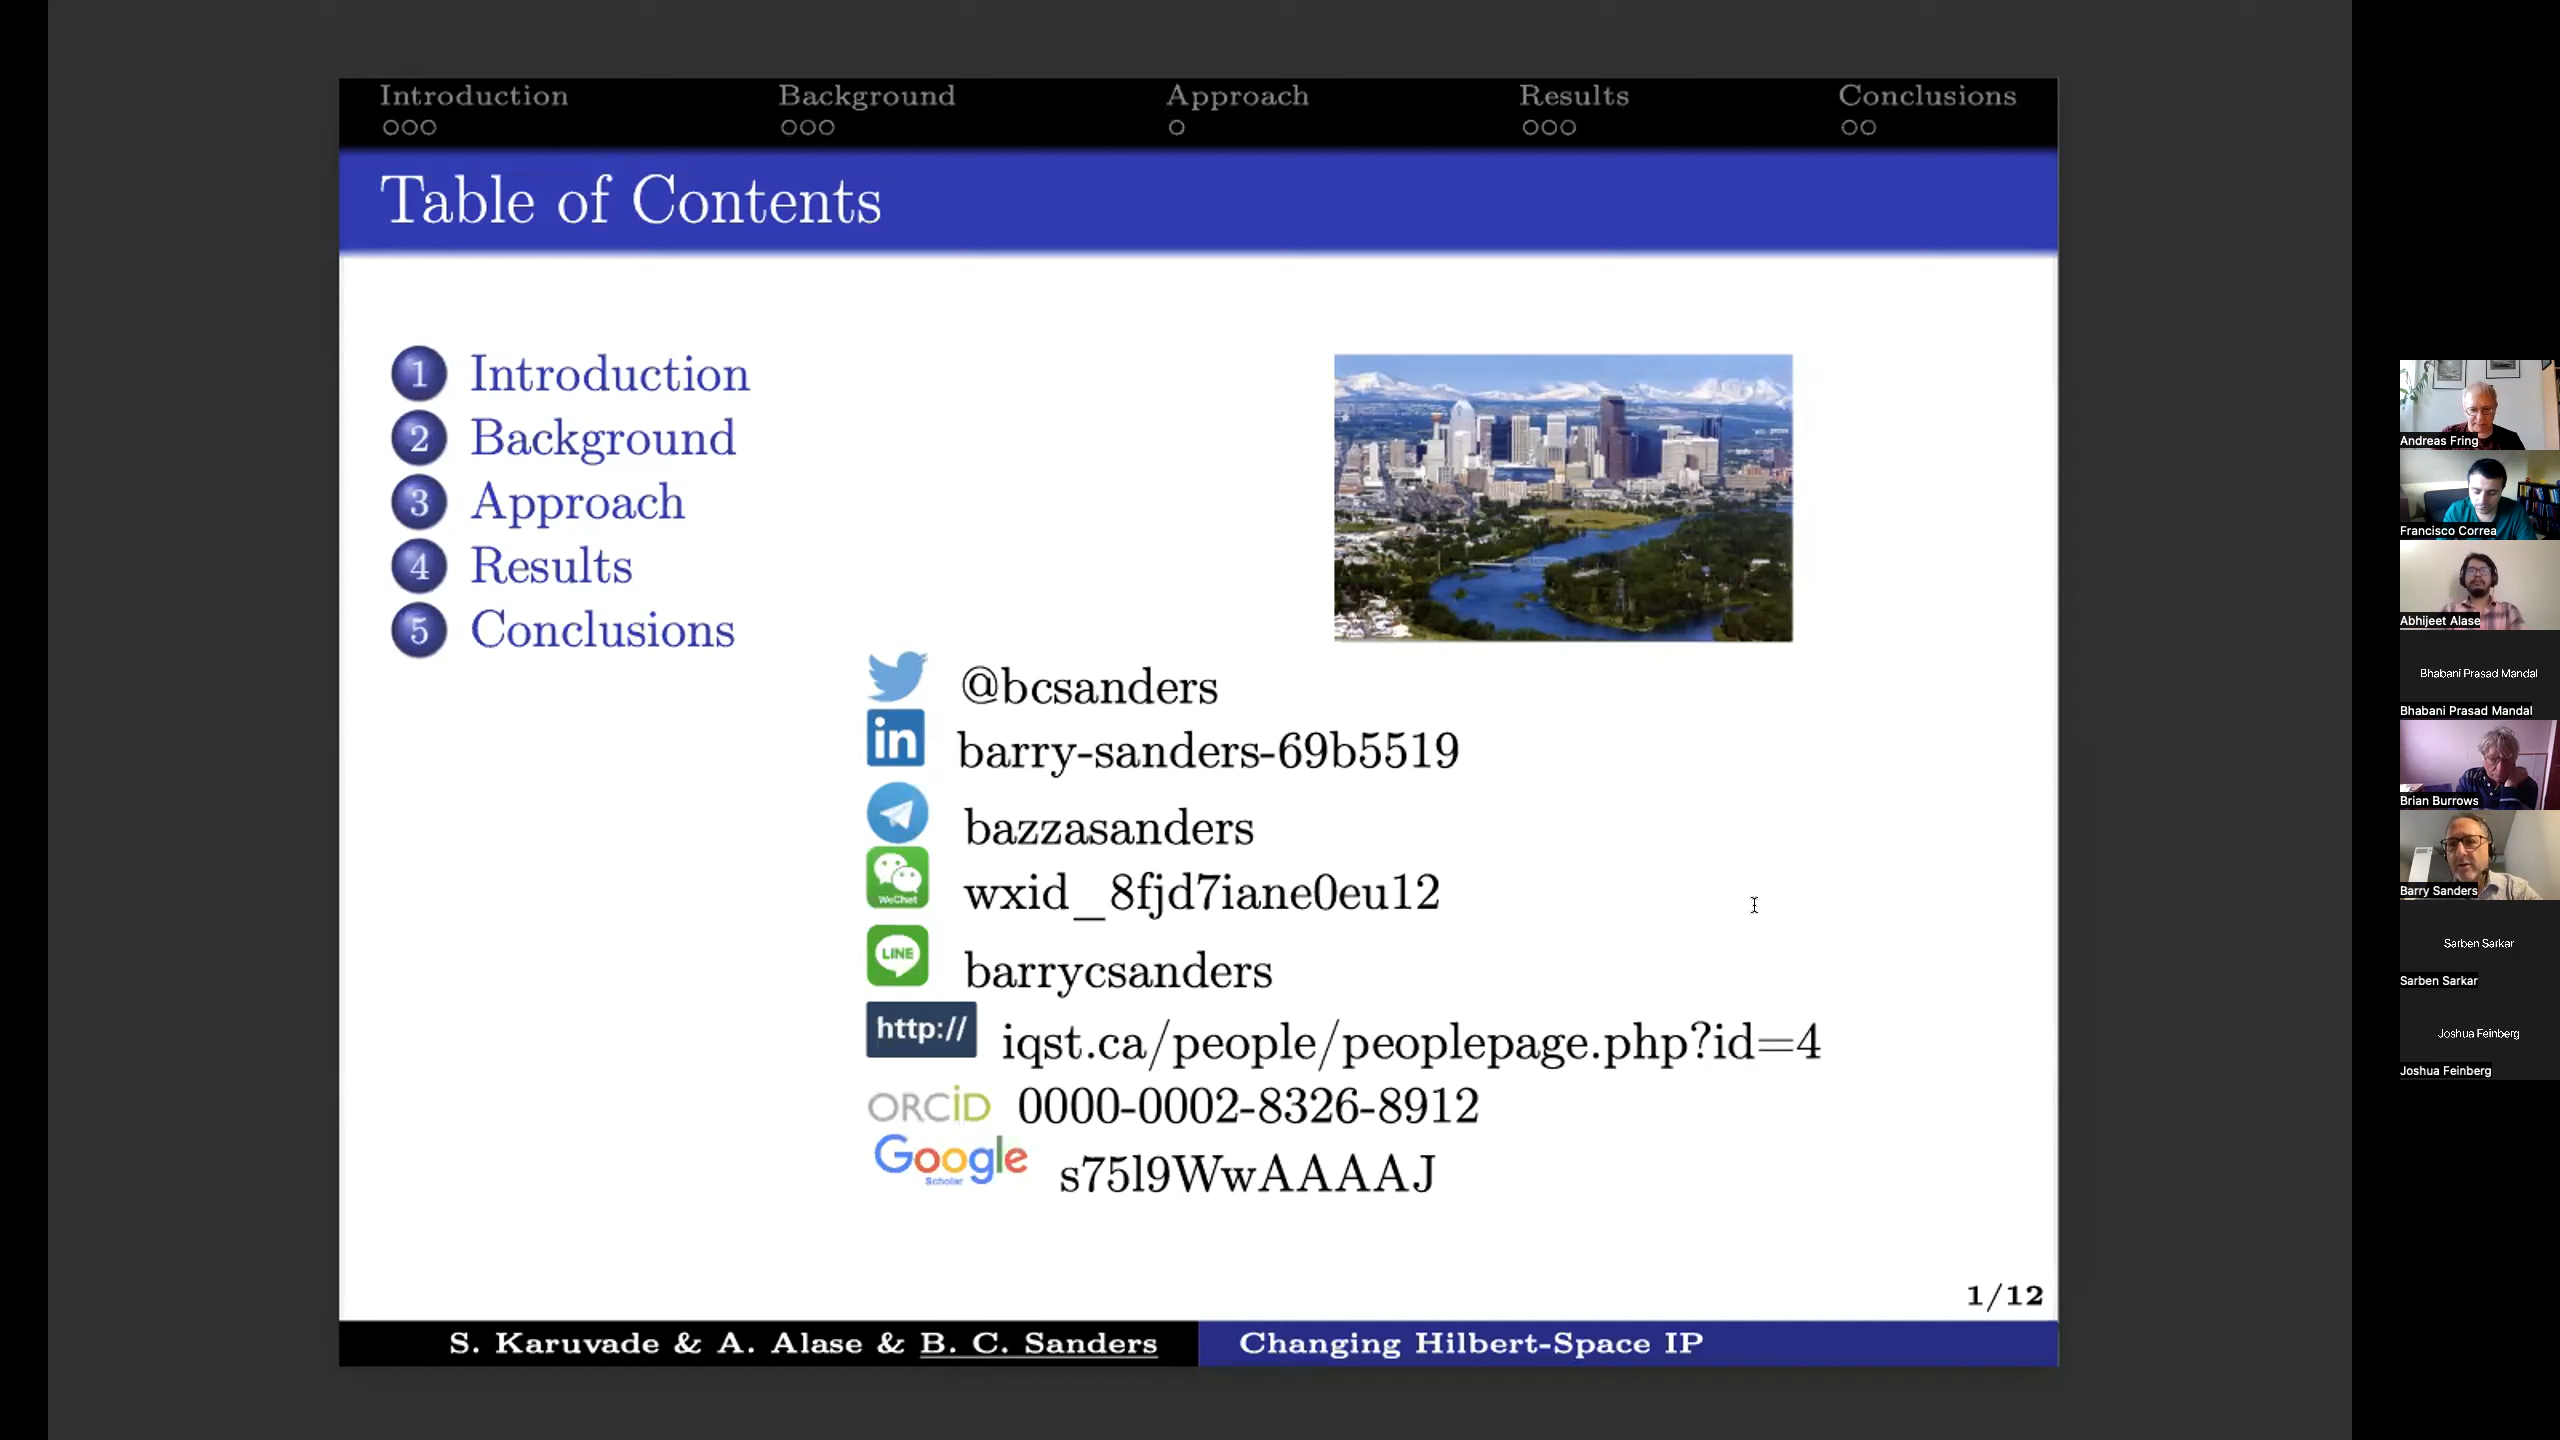 Introduction Background Approach Results Conclusions
Table of Contents
1 Introduction
2 Background
3 Approach
4 Results
5 Conclusions
@bcsanders
in barry-sanders-69b5519
bazzasanders
WeChat wxid_8fjd7iane0eu12
LINE barrycsanders
http:// iqst.ca/people/peoplepage.php?id=4
ORCiD 0000-0002-8326-8912
Google Scholar s75l9WwAAAAJ
1/12
S. Karuvade & A. Alase & B. C. Sanders Changing Hilbert-Space IP
Andreas Fring
Francisco Correa
Abhijeet Alase
Bhabani Prasad Mandal
Bhabani Prasad Mandal
Brian Burrows
Barry Sanders
Sarben Sarkar
Sarben Sarkar
Joshua Feinberg
Joshua Feinberg